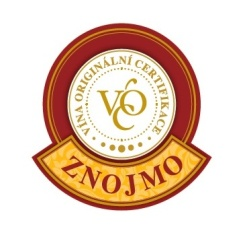 VÍNA ORIGINÁLNÍ CERTIFIKACE
VOC
ZNOJMO